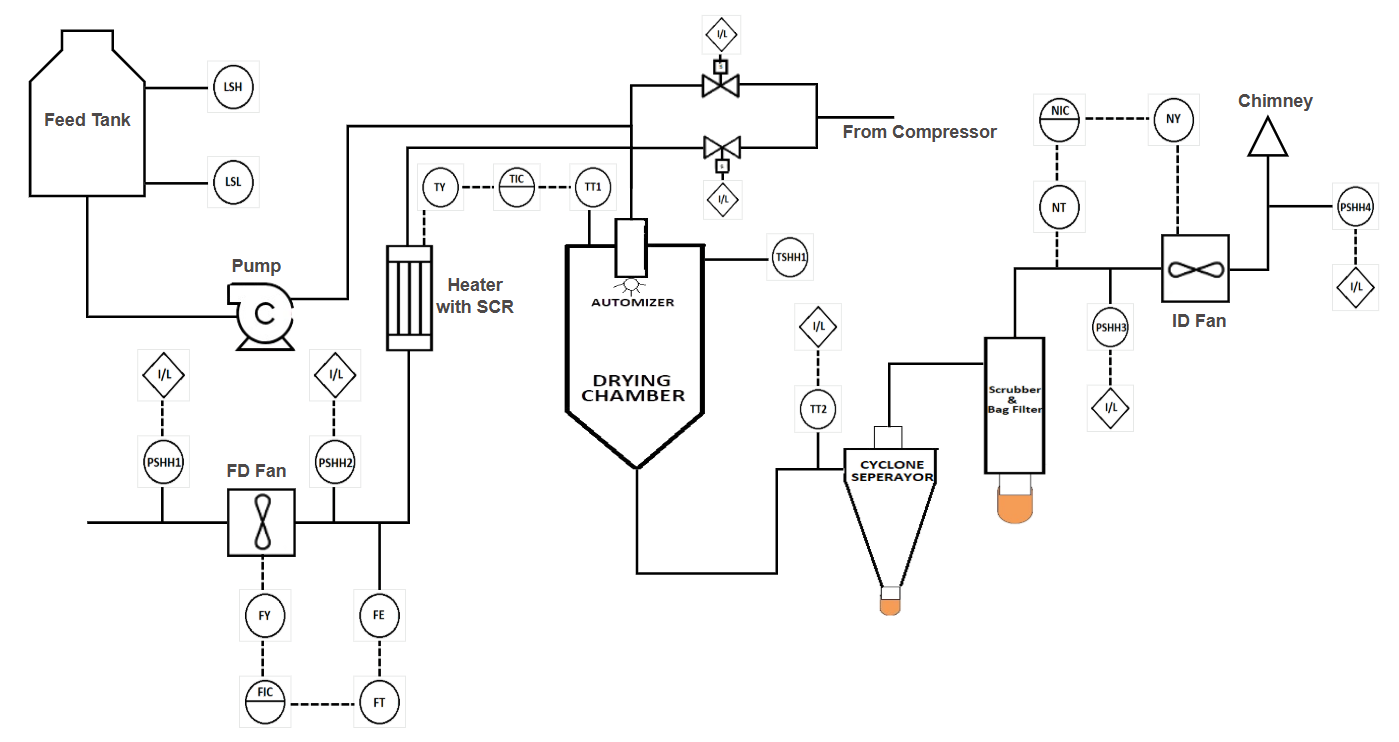 I/L
LSH
Feed Tank
Chimney
NIC
NY
From Compressor
LSL
TY
TIC
TT1
I/L
NT
PSHH4
Pump
TSHH1
Heater
with SCR
C
AUTOMIZER
I/L
I/L
PSHH3
ID Fan
I/L
I/L
DRYING
CHAMBER
Scrubber
&
Bag Filter
TT2
I/L
PSHH1
FD Fan
PSHH2
CYCLONE
SEPERAYOR
FY
FE
FIC
FT